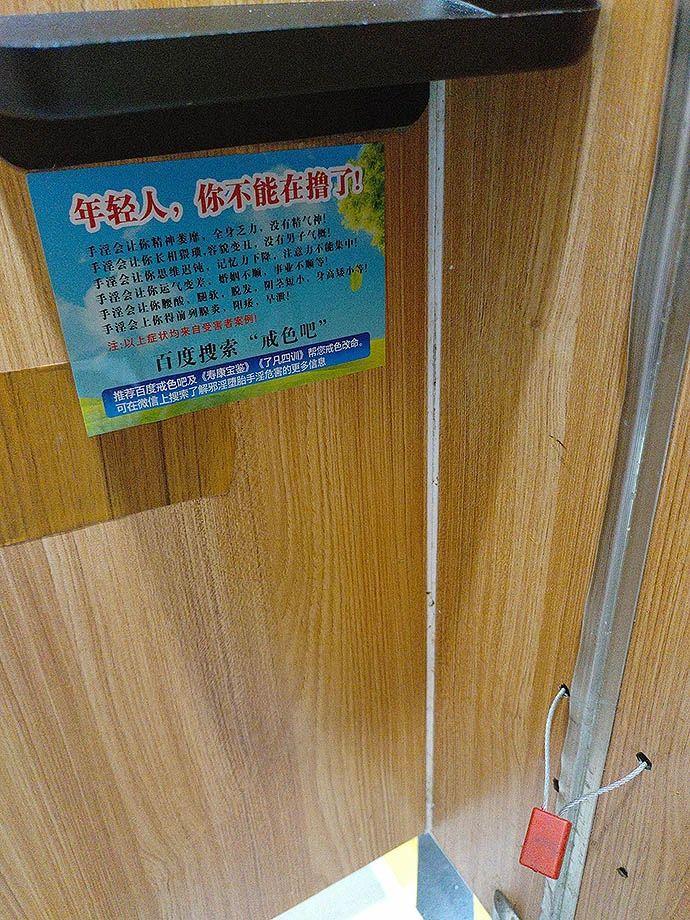 年轻人，你不能在撸了!
手淫会让你精神萎靡，全身乏力，没有精气神!
手淫会让你长相猥琐,容貌变丑，没有男子气概!
手淫会让你思维迟钝、记忆力下降，注意力不能集中!
手淫会让你运气变差、婚姻不顺、事业不顺等!
手淫会让你腰酸、腿软、脱发、阴茎短小、身高矮小等!
手淫会上你得前列腺炎、阳痿、早泄!
注:以上症状均来自受害者案例!
百度搜索“戒色吧”
推荐百度戒色吧及《寿康宝鉴》《了凡四训》帮您戒色改命。
可在微信上搜索了解邪淫堕胎手淫危害的更多信息